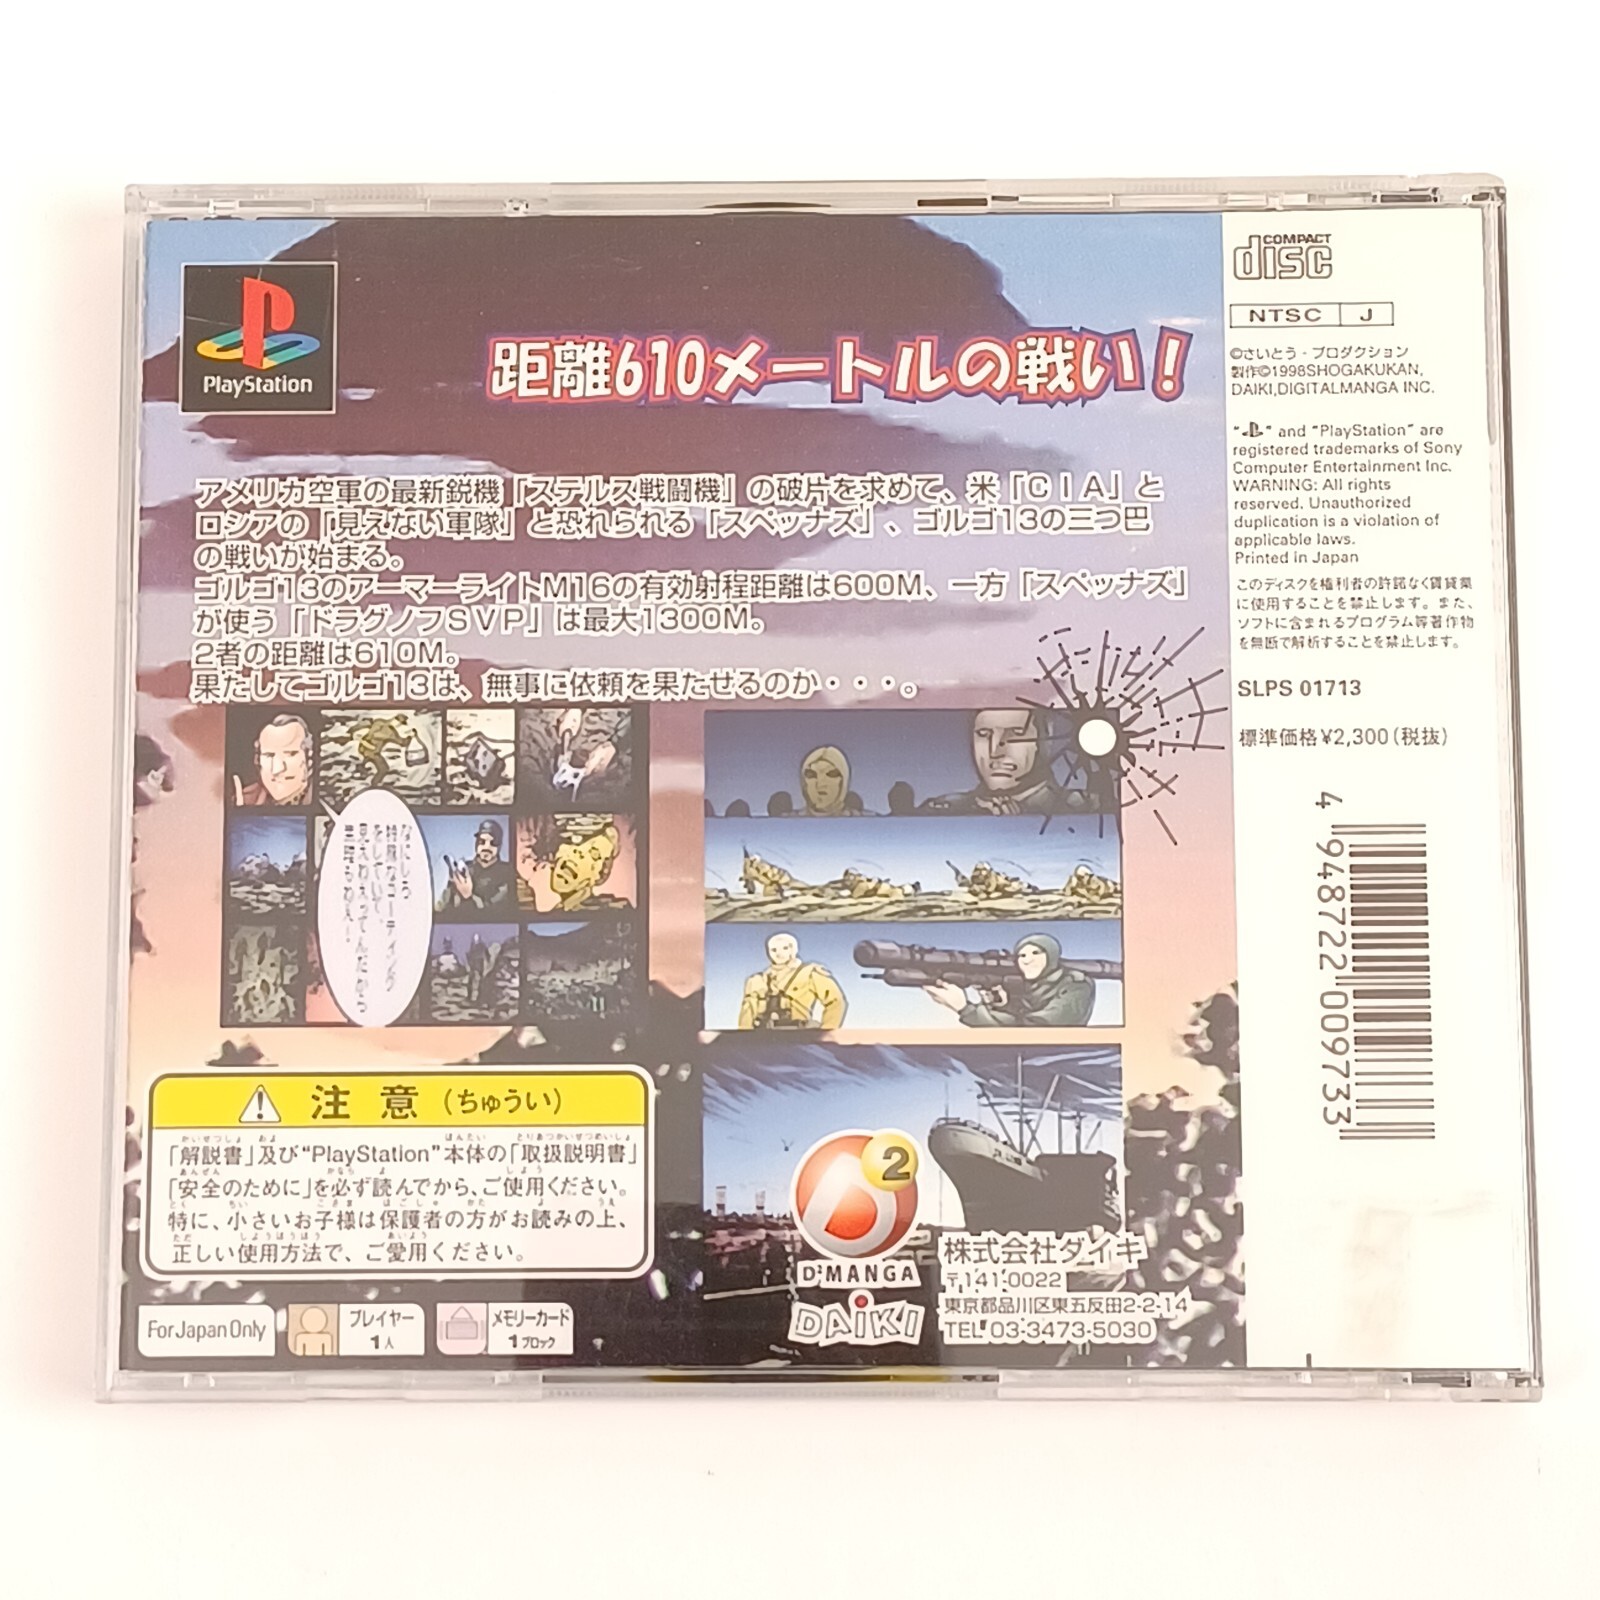 PlayStation
距離610メートルの戦い！
アメリカ空軍の最新鋭機「ステルス戦闘機」の破片を求めて、米「ＣＩＡ」と
ロシアの「見えない軍隊」と恐れられる「スペッナズ」、ゴルゴ13の三つ巴
の戦いが始まる。
ゴルゴ13のアーマーライトM16の有効射程距離は600M、一方「スペッナズ」
が使う「ドラグノフＳＶＰ」は最大1300M。
2者の距離は610M。
果たしてゴルゴ13は、無事に依頼を果たせるのか・・・。
注意（ちゅうい）
「解説書」及び“PlayStation”本体の「取扱説明書」
「安全のために」を必ず読んでから、ご使用ください。
特に、小さいお子様は保護者の方がお読みの上、
正しい使用方法で、ご愛用ください。
For Japan Only
プレイヤー
1人
メモリーカード
1ブロック
2
D²MANGA
DAiKi
株式会社ダイキ
〒141-0022
東京都品川区東五反田2-2-14
TEL 03-3473-5030
COMPACT
disc
NTSC J
©さいとう・プロダクション
製作©1998SHOGAKUKAN,
DAIKI,DIGITALMANGA INC.
" " and "PlayStation" are
registered trademarks of Sony
Computer Entertainment Inc.
WARNING: All rights
reserved. Unauthorized
duplication is a violation of
applicable laws.
Printed in Japan
このディスクを権利者の許諾なく賃貸業
に使用することを禁止します。また、
ソフトに含まれるプログラム等著作物
を無断で解析することを禁止します。
SLPS 01713
標準価格¥2,300（税抜）
4 948722 009733